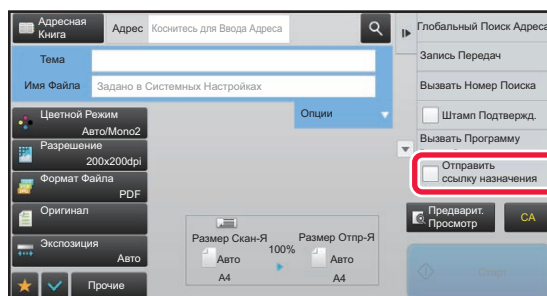 Адресная
Книга
Адрес
Коснитесь для Ввода Адреса
Глобальный Поиск Адреса
Тема
Запись Передач
Имя Файла
Задано в Системных Настройках
Вызвать Номер Поиска
Опции
Штамп Подтвержд.
Цветной Режим
Авто/Mono2
Вызвать Программу
Разрешение
200x200dpi
Отправить
ссылку назначения
Формат Файла
PDF
Оригинал
Предварит.
Просмотр
CA
Экспозиция
Авто
Размер Скан-Я
100%
Размер Отпр-Я
Авто
Авто
A4
A4
Прочие
Старт